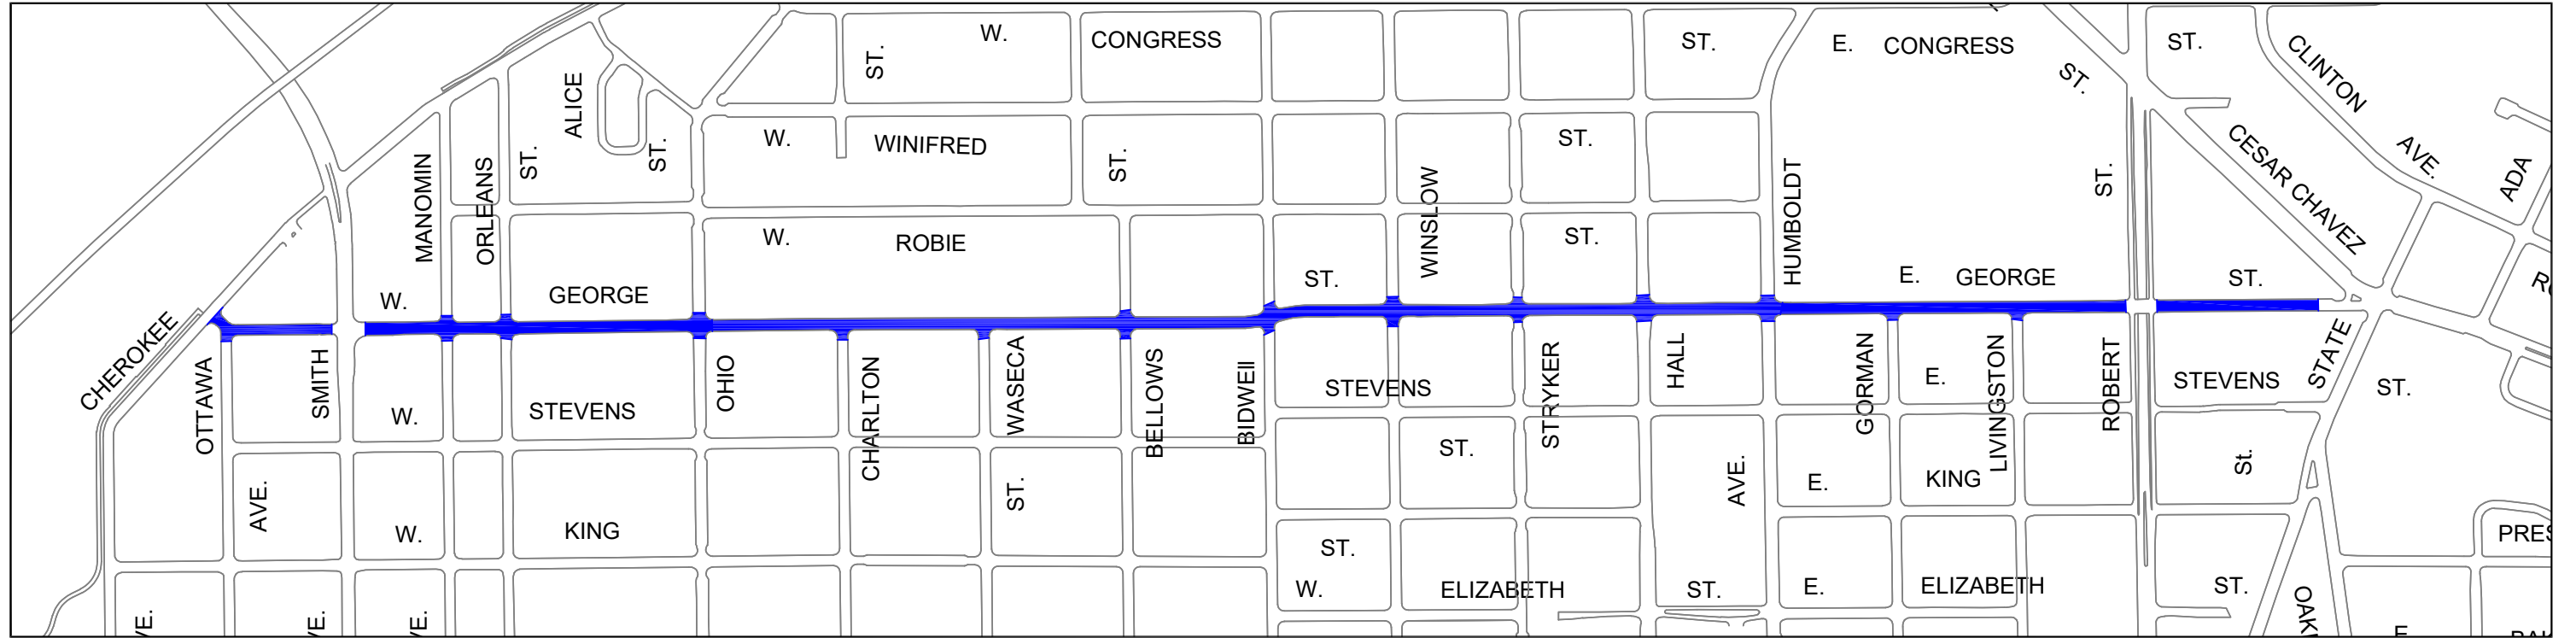 W. CONGRESS ST. E. CONGRESS ST.
ST.
ST.
CLINTON AVE.
ALICE ST.
W. WINIFRED ST.
CESAR CHAVEZ
ADA
MANOMIN
ORLEANS
ST.
ST.
WINSLOW
HUMBOLDT
ST.
W. ROBIE ST.
W. GEORGE ST. E. GEORGE ST.
CHEROKEE
OTTAWA
SMITH
OHIO
CHARLTON
WASECA
BELLOWS
BIDWEll
STRYKER
HALL
GORMAN
LIVINGSTON
ROBERT
STATE
W. STEVENS
STEVENS ST.
E. STEVENS ST.
AVE.
ST.
AVE.
St.
W. KING ST. E. KING
W. ELIZABETH ST. E. ELIZABETH ST.